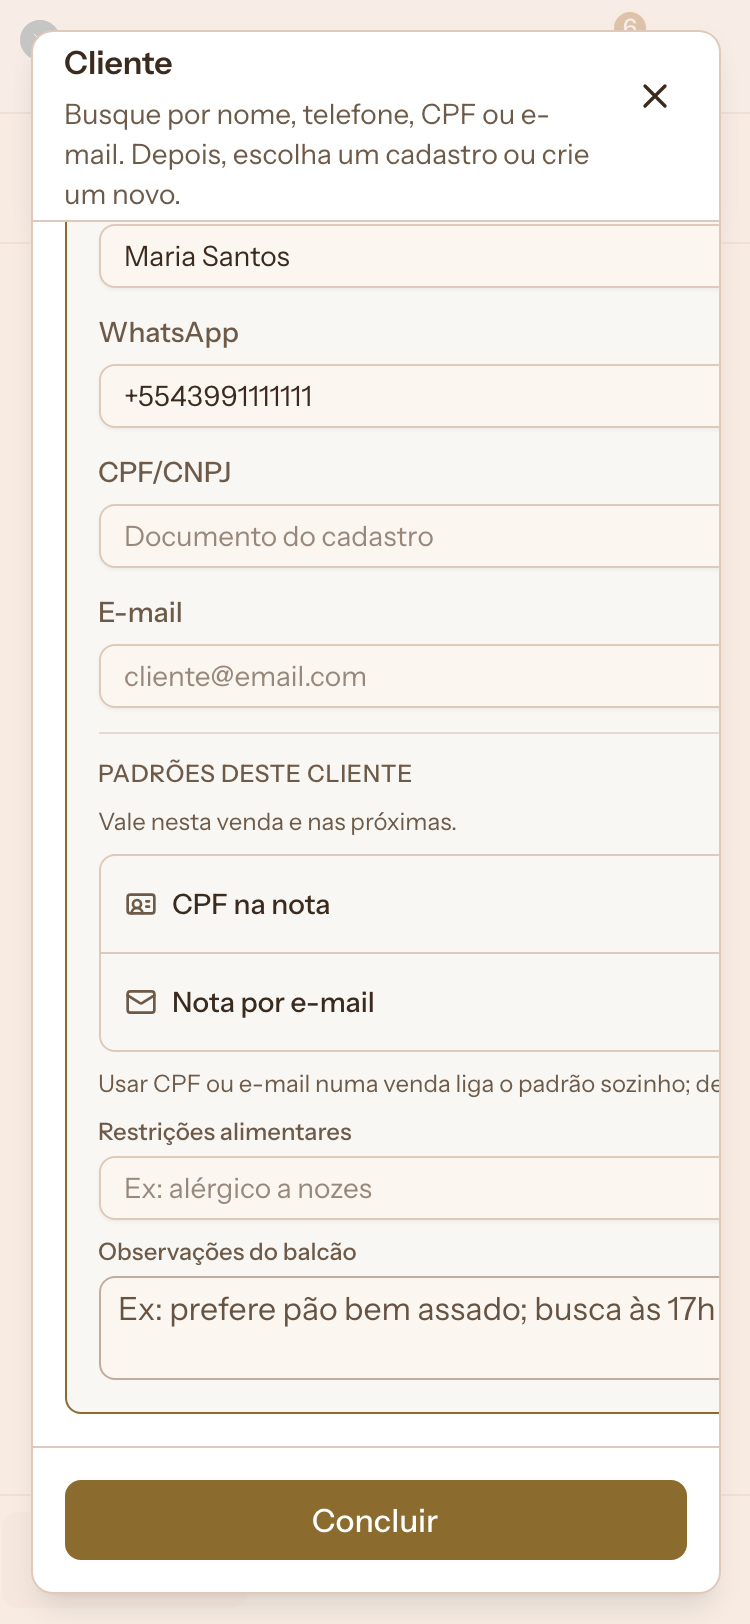 6
Cliente
Busque por nome, telefone, CPF ou e-
mail. Depois, escolha um cadastro ou crie
um novo.
Maria Santos
WhatsApp
+5543991111111
CPF/CNPJ
Documento do cadastro
E-mail
cliente@email.com
PADRÕES DESTE CLIENTE
Vale nesta venda e nas próximas.
CPF na nota
Nota por e-mail
Usar CPF ou e-mail numa venda liga o padrão sozinho; de
Restrições alimentares
Ex: alérgico a nozes
Observações do balcão
Ex: prefere pão bem assado; busca às 17h
Concluir